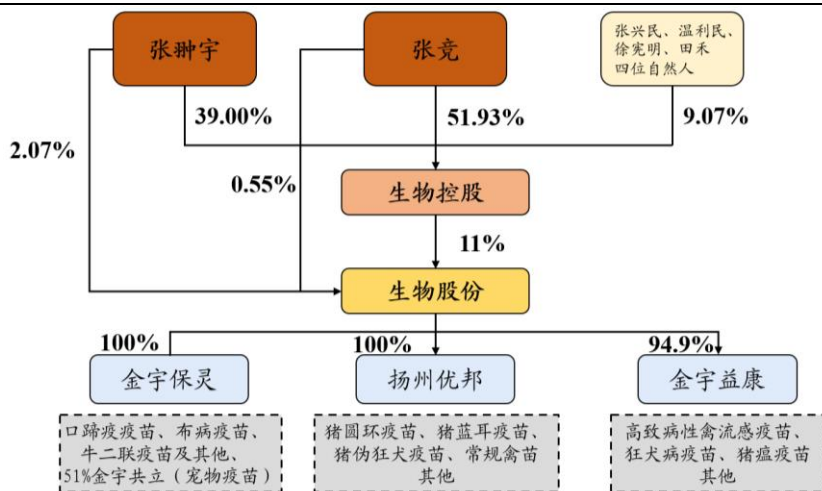 张翀宇
张竞
张兴民、温利民、
徐宪明、田禾
四位自然人
39.00%
51.93%
9.07%
2.07%
0.55%
生物控股
11%
生物股份
100%
100%
94.9%
金宇保灵
扬州优邦
金宇益康
口蹄疫疫苗、布病疫苗、
牛二联疫苗及其他、
51%金宇共立（宠物疫苗）
猪圆环疫苗、猪蓝耳疫苗、
猪伪狂犬疫苗、常规禽苗
其他
高致病性禽流感疫苗、
狂犬病疫苗、猪瘟疫苗
其他